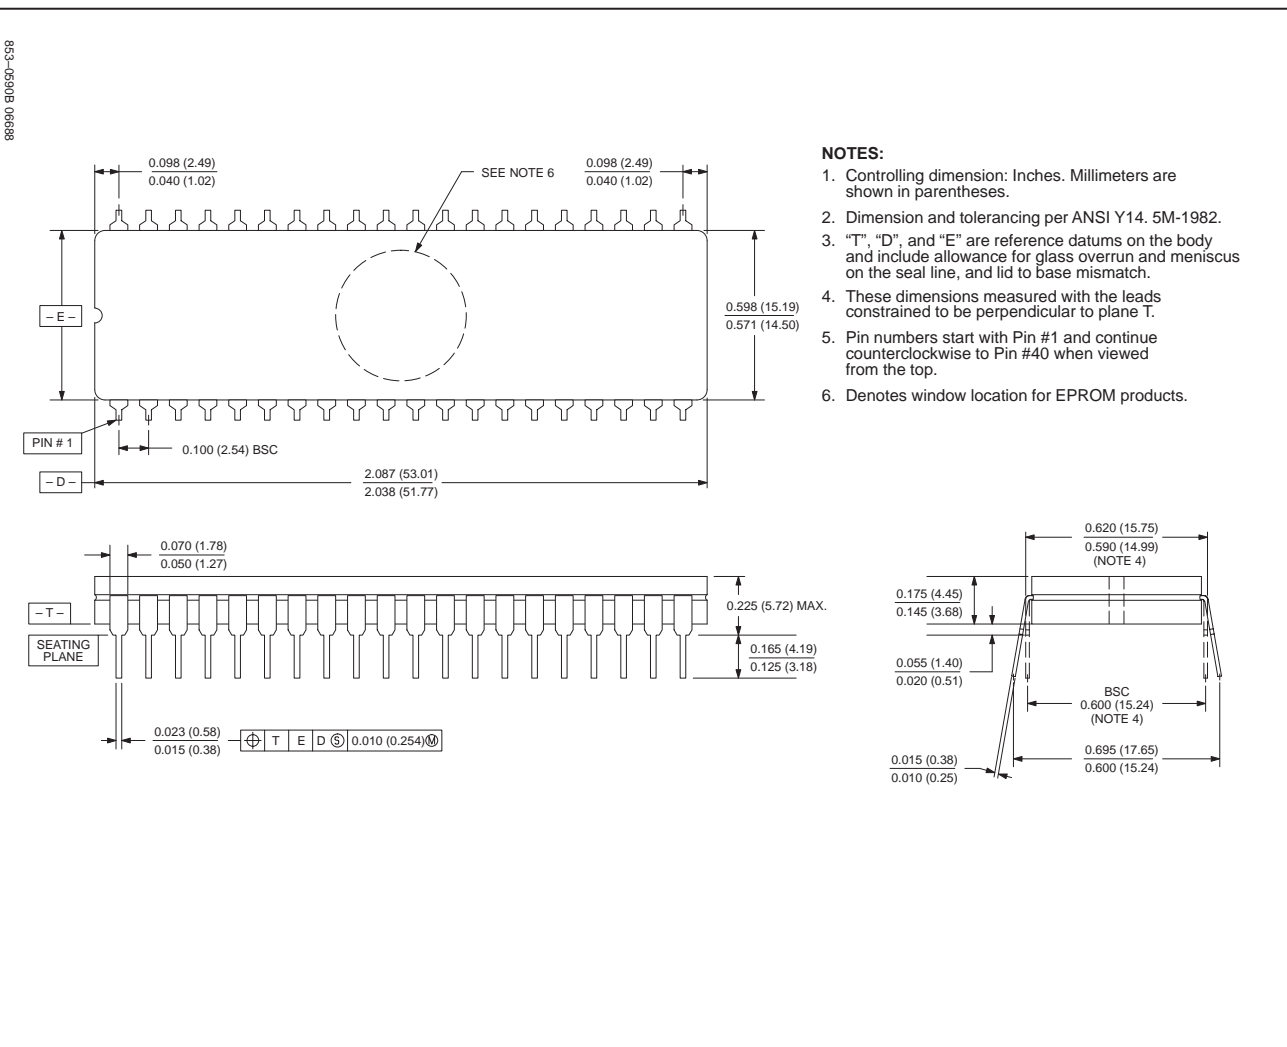 853–0590B 06688
0.098 (2.49)
0.040 (1.02)
SEE NOTE 6
0.098 (2.49)
0.040 (1.02)
– E –
0.598 (15.19)
0.571 (14.50)
PIN # 1
0.100 (2.54) BSC
– D –
2.087 (53.01)
2.038 (51.77)
NOTES:
1. Controlling dimension: Inches. Millimeters are
shown in parentheses.
2. Dimension and tolerancing per ANSI Y14. 5M-1982.
3. “T”, “D”, and “E” are reference datums on the body
and include allowance for glass overrun and meniscus
on the seal line, and lid to base mismatch.
4. These dimensions measured with the leads
constrained to be perpendicular to plane T.
5. Pin numbers start with Pin #1 and continue
counterclockwise to Pin #40 when viewed
from the top.
6. Denotes window location for EPROM products.
0.070 (1.78)
0.050 (1.27)
– T –
SEATING
PLANE
0.225 (5.72) MAX.
0.165 (4.19)
0.125 (3.18)
0.023 (0.58)
0.015 (0.38)
T E D Ⓢ 0.010 (0.254) Ⓜ
0.620 (15.75)
0.590 (14.99)
(NOTE 4)
0.175 (4.45)
0.145 (3.68)
0.055 (1.40)
0.020 (0.51)
BSC
0.600 (15.24)
(NOTE 4)
0.695 (17.65)
0.600 (15.24)
0.015 (0.38)
0.010 (0.25)